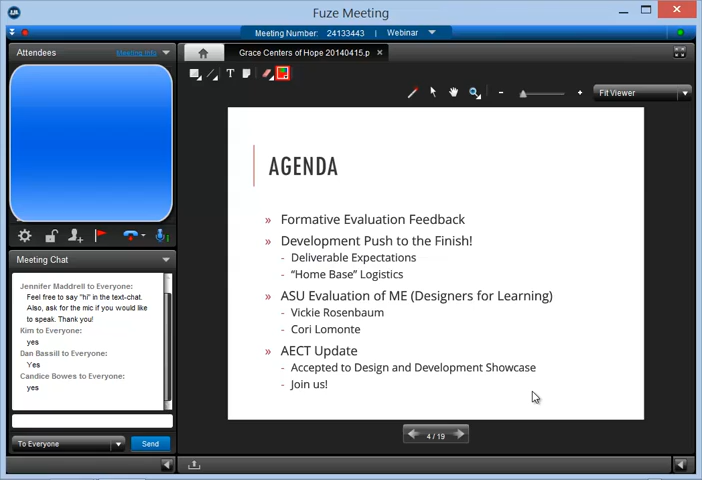 Fuze Meeting
Meeting Number: 24133443 Webinar
Attendees Meeting Info
Grace Centers of Hope 20140415.p
T
Fit Viewer
AGENDA
» Formative Evaluation Feedback
» Development Push to the Finish!
- Deliverable Expectations
- “Home Base” Logistics
» ASU Evaluation of ME (Designers for Learning)
- Vickie Rosenbaum
- Cori Lomonte
» AECT Update
- Accepted to Design and Development Showcase
- Join us!
4 / 19
Meeting Chat
Jennifer Maddrell to Everyone:
Feel free to say "hi" in the text-chat.
Also, ask for the mic if you would like
to speak. Thank you!
Kim to Everyone:
yes
Dan Bassill to Everyone:
Yes
Candice Bowes to Everyone:
yes
To Everyone Send